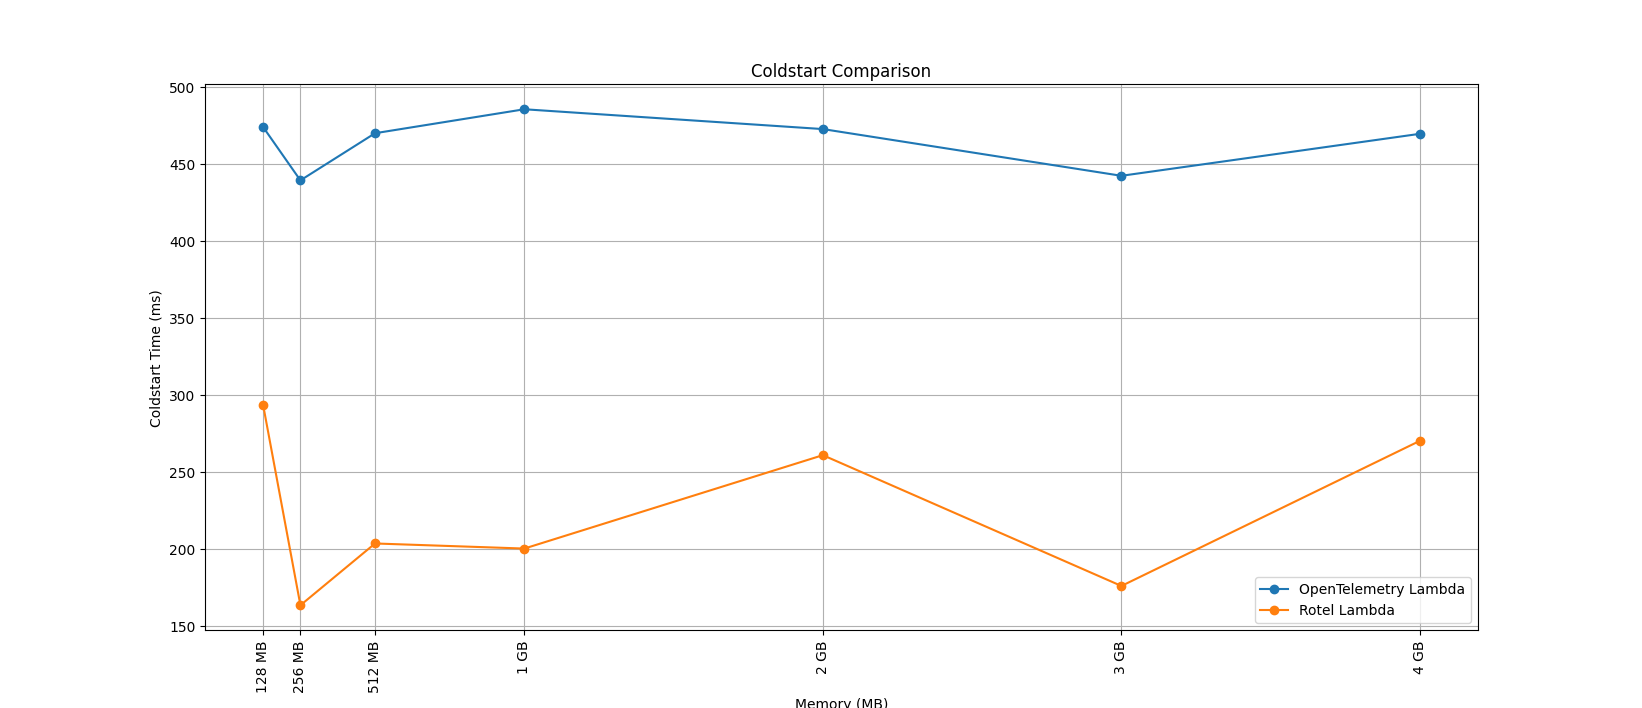 Coldstart Comparison
Coldstart Time (ms)
500
450
400
350
300
250
200
150
OpenTelemetry Lambda
Rotel Lambda
128 MB
256 MB
512 MB
1 GB
2 GB
3 GB
4 GB
Memory (MB)